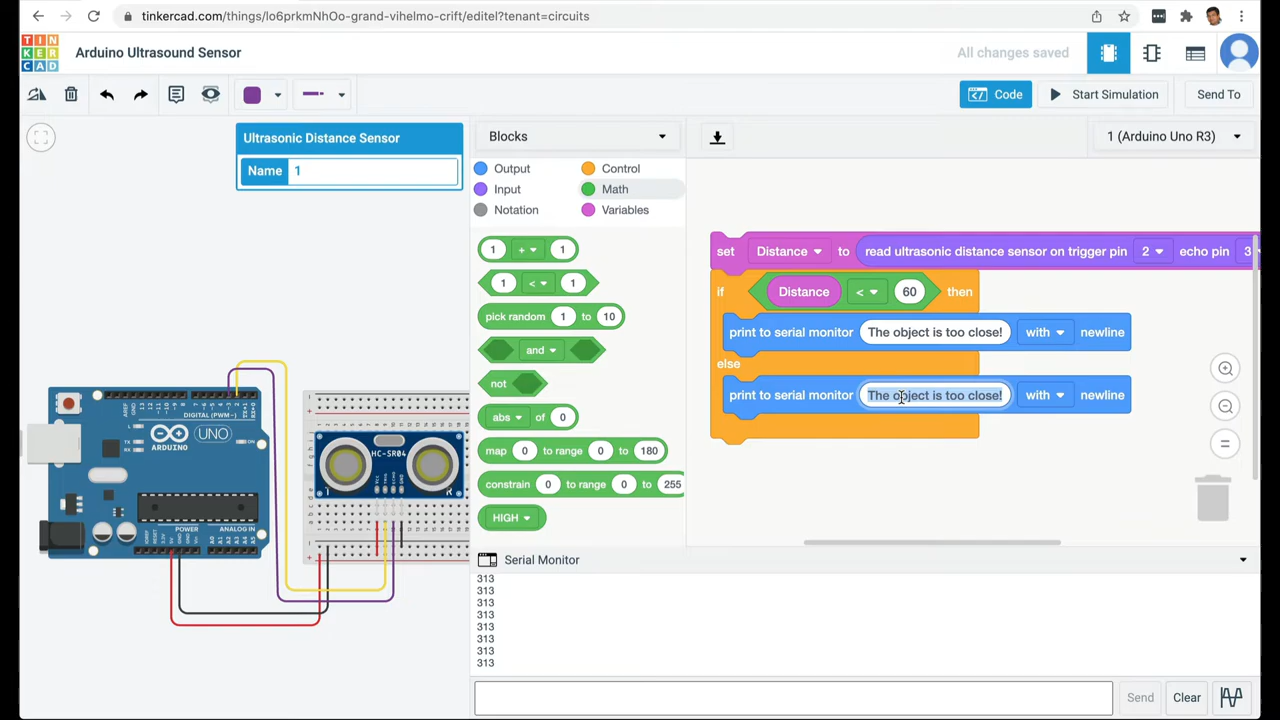 tinkercad.com/things/lo6prkmNhOo-grand-vihelmo-crift/editel?tenant=circuits
TIN
KER
CAD
Arduino Ultrasound Sensor
All changes saved
Code
Start Simulation
Send To
Ultrasonic Distance Sensor
Name 1
Blocks
1 (Arduino Uno R3)
Output
Control
Input
Math
Notation
Variables
1 + 1
1 < 1
pick random 1 to 10
and
not
abs of 0
map 0 to range 0 to 180
constrain 0 to range 0 to 255
HIGH
set Distance to read ultrasonic distance sensor on trigger pin 2 echo pin 3
if Distance < 60 then
print to serial monitor The object is too close! with newline
else
print to serial monitor The object is too close! with newline
DIGITAL (PWM~)
ARDUINO
UNO
POWER
ANALOG IN
HC-SR04
Serial Monitor
313
313
313
313
313
313
313
313
Send
Clear